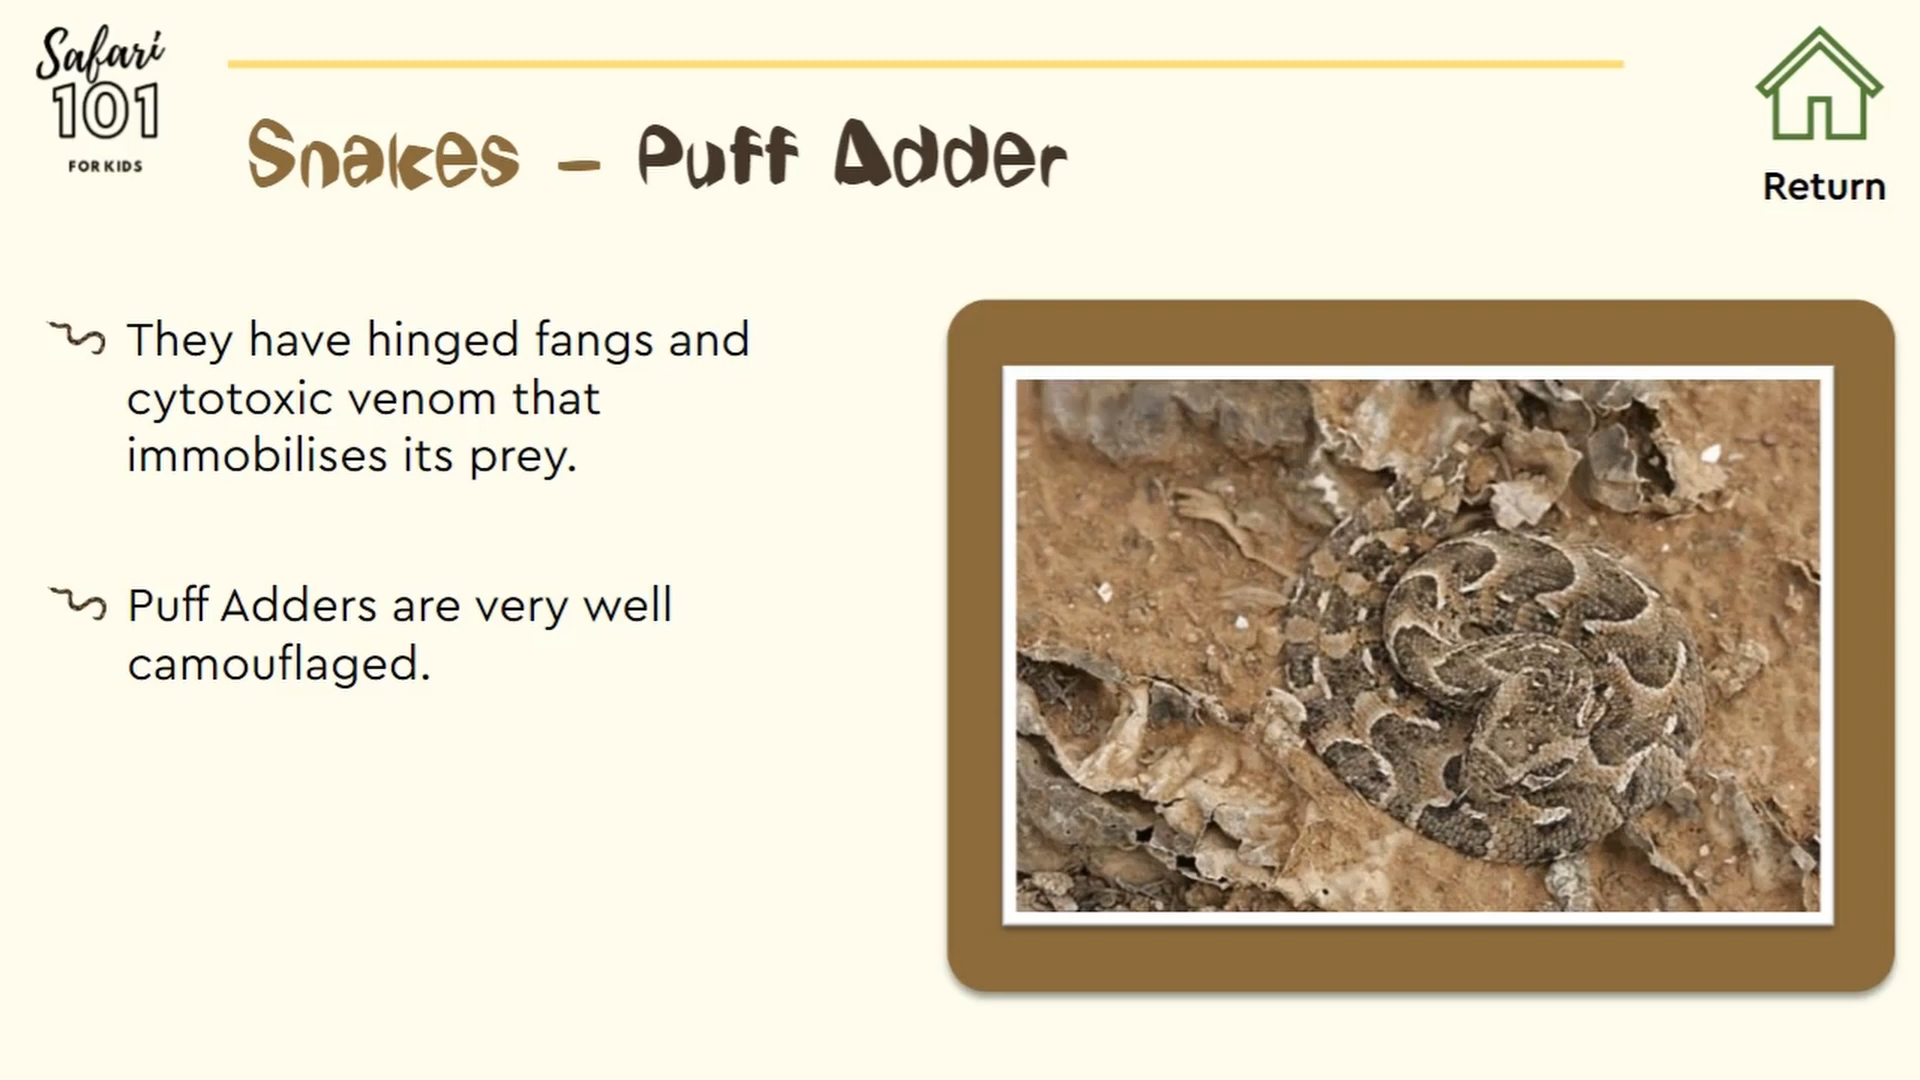 Safari
101
FOR KIDS
Snakes – Puff Adder
Return
They have hinged fangs and
cytotoxic venom that
immobilises its prey.
Puff Adders are very well
camouflaged.